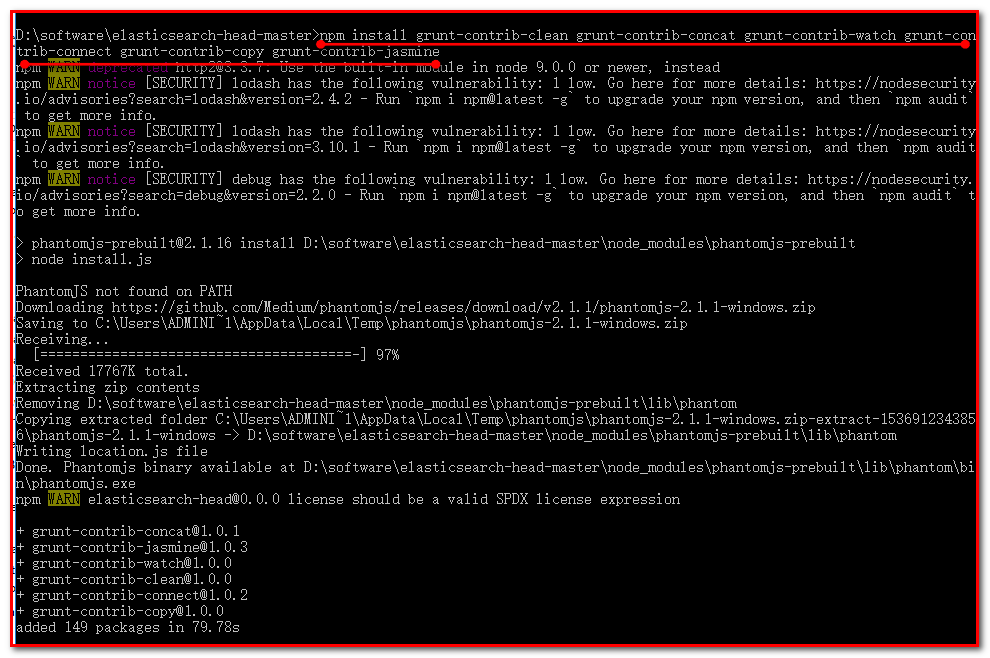 D:\software\elasticsearch-head-master>npm install grunt-contrib-clean grunt-contrib-concat grunt-contrib-watch grunt-con
trib-connect grunt-contrib-copy grunt-contrib-jasmine
npm WARN deprecated http2@3.3.7: Use the built-in module in node 9.0.0 or newer, instead
npm WARN notice [SECURITY] lodash has the following vulnerability: 1 low. Go here for more details: https://nodesecurity
.io/advisories?search=lodash&version=2.4.2 - Run `npm i npm@latest -g` to upgrade your npm version, and then `npm audit`
 to get more info.
npm WARN notice [SECURITY] lodash has the following vulnerability: 1 low. Go here for more details: https://nodesecurity
.io/advisories?search=lodash&version=3.10.1 - Run `npm i npm@latest -g` to upgrade your npm version, and then `npm audit
` to get more info.
npm WARN notice [SECURITY] debug has the following vulnerability: 1 low. Go here for more details: https://nodesecurity.
io/advisories?search=debug&version=2.2.0 - Run `npm i npm@latest -g` to upgrade your npm version, and then `npm audit` t
o get more info.
> phantomjs-prebuilt@2.1.16 install D:\software\elasticsearch-head-master\node_modules\phantomjs-prebuilt
> node install.js
PhantomJS not found on PATH
Downloading https://github.com/Medium/phantomjs/releases/download/v2.1.1/phantomjs-2.1.1-windows.zip
Saving to C:\Users\ADMINI~1\AppData\Local\Temp\phantomjs\phantomjs-2.1.1-windows.zip
Receiving...
  [=======================================-] 97%
Received 17767K total.
Extracting zip contents
Removing D:\software\elasticsearch-head-master\node_modules\phantomjs-prebuilt\lib\phantom
Copying extracted folder C:\Users\ADMINI~1\AppData\Local\Temp\phantomjs\phantomjs-2.1.1-windows.zip-extract-153691234385
6\phantomjs-2.1.1-windows -> D:\software\elasticsearch-head-master\node_modules\phantomjs-prebuilt\lib\phantom
Writing location.js file
Done. Phantomjs binary available at D:\software\elasticsearch-head-master\node_modules\phantomjs-prebuilt\lib\phantom\bi
n\phantomjs.exe
npm WARN elasticsearch-head@0.0.0 license should be a valid SPDX license expression
+ grunt-contrib-concat@1.0.1
+ grunt-contrib-jasmine@1.0.3
+ grunt-contrib-watch@1.0.0
+ grunt-contrib-clean@1.0.0
+ grunt-contrib-connect@1.0.2
+ grunt-contrib-copy@1.0.0
added 149 packages in 79.78s